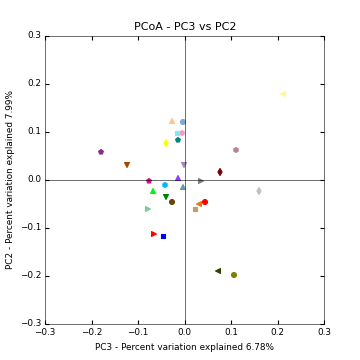 PCoA - PC3 vs PC2
0.3
0.2
0.1
0.0
−0.1
−0.2
−0.3
−0.3 −0.2 −0.1 0.0 0.1 0.2 0.3
PC2 - Percent variation explained 7.99%
PC3 - Percent variation explained 6.78%